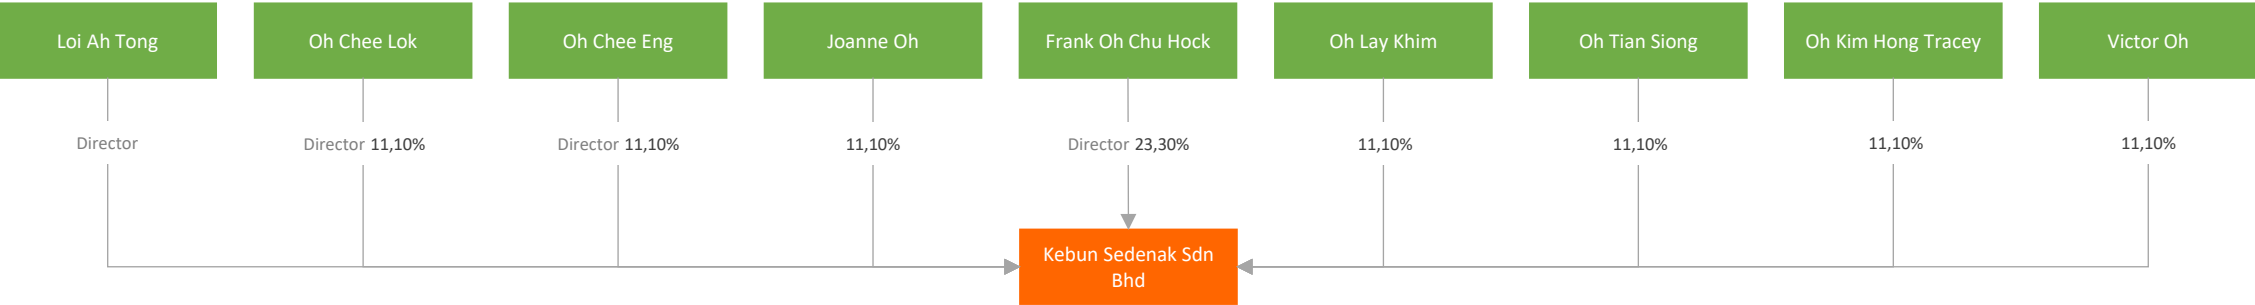 Loi Ah Tong
Oh Chee Lok
Oh Chee Eng
Joanne Oh
Frank Oh Chu Hock
Oh Lay Khim
Oh Tian Siong
Oh Kim Hong Tracey
Victor Oh
Director
Director 11,10%
Director 11,10%
11,10%
Director 23,30%
11,10%
11,10%
11,10%
11,10%
Kebun Sedenak Sdn
Bhd